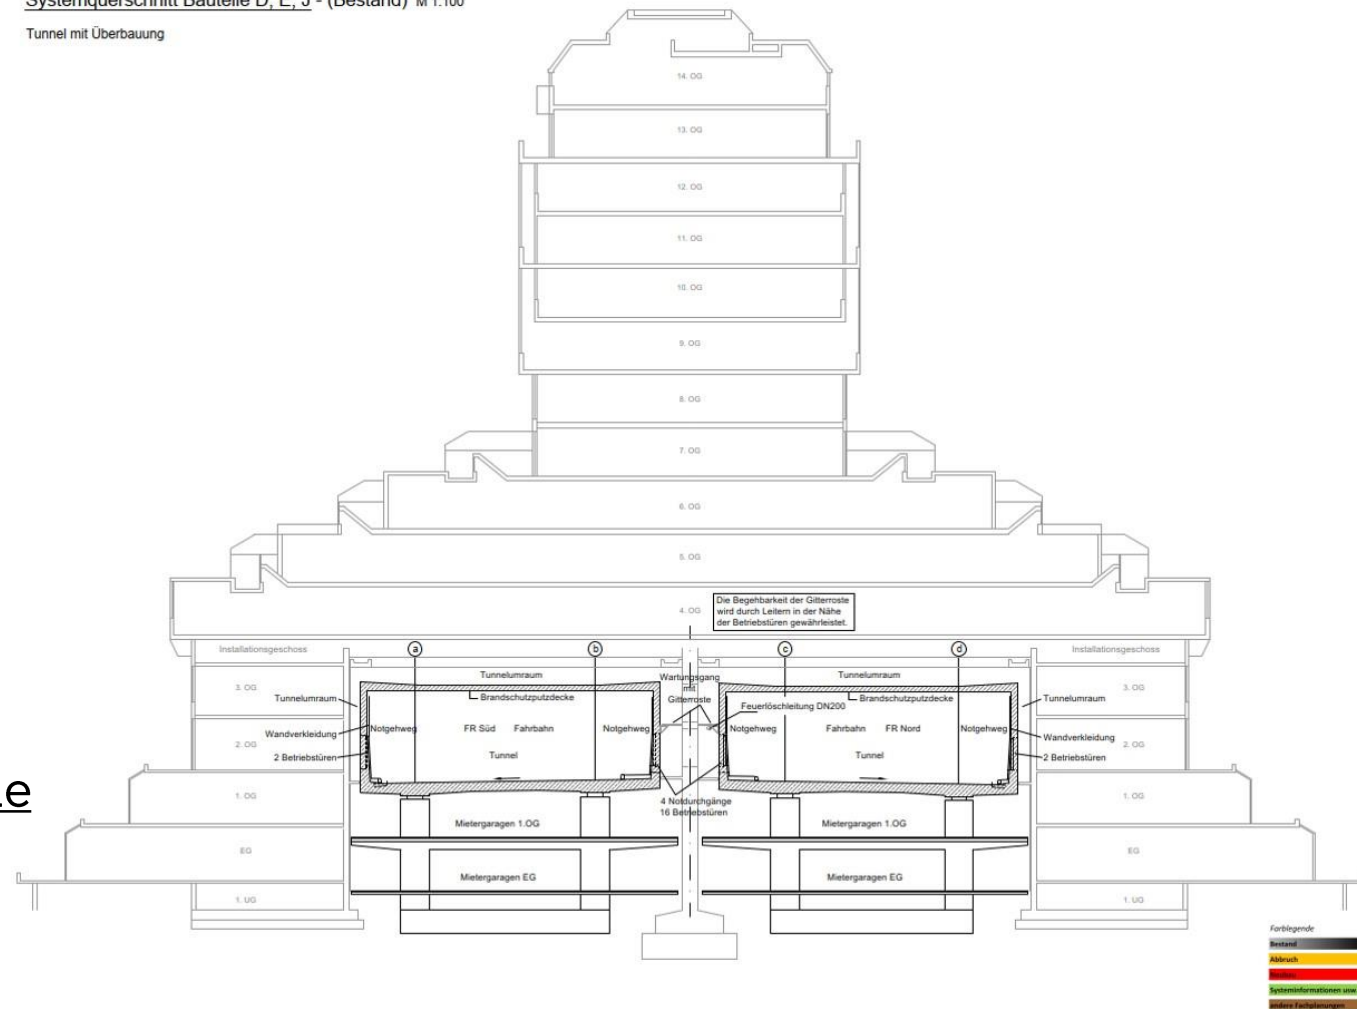 Systemquerschnitt Bauteile D, E, J - (Bestand) M 1:100
Tunnel mit Überbauung
14. OG
13. OG
12. OG
11. OG
10. OG
9. OG
8. OG
7. OG
6. OG
5. OG
4. OG
Die Begehbarkeit der Gitterroste
wird durch Leitern in der Nähe
der Betriebstüren gewährleistet.
Installationsgeschoss
a
b
c
d
Installationsgeschoss
3. OG
Tunnelumraum
Wartungsgang
mit
Gitterroste
Tunnelumraum
3. OG
Tunnelumraum
Brandschutzputzdecke
Brandschutzputzdecke
Tunnelumraum
Feuerlöschleitung DN200
Wandverkleidung
Notgehweg
FR Süd
Fahrbahn
Notgehweg
Notgehweg
Fahrbahn
FR Nord
Notgehweg
Wandverkleidung
2. OG
2 Betriebstüren
Tunnel
Tunnel
2 Betriebstüren
2. OG
1. OG
4 Notdurchgänge
16 Betriebstüren
1. OG
Mietergaragen 1.OG
Mietergaragen 1.OG
EG
Mietergaragen EG
Mietergaragen EG
EG
1. UG
1. UG
Farblegende
Bestand
Abbruch
Systeminformationen usw.
andere Fachplanungen